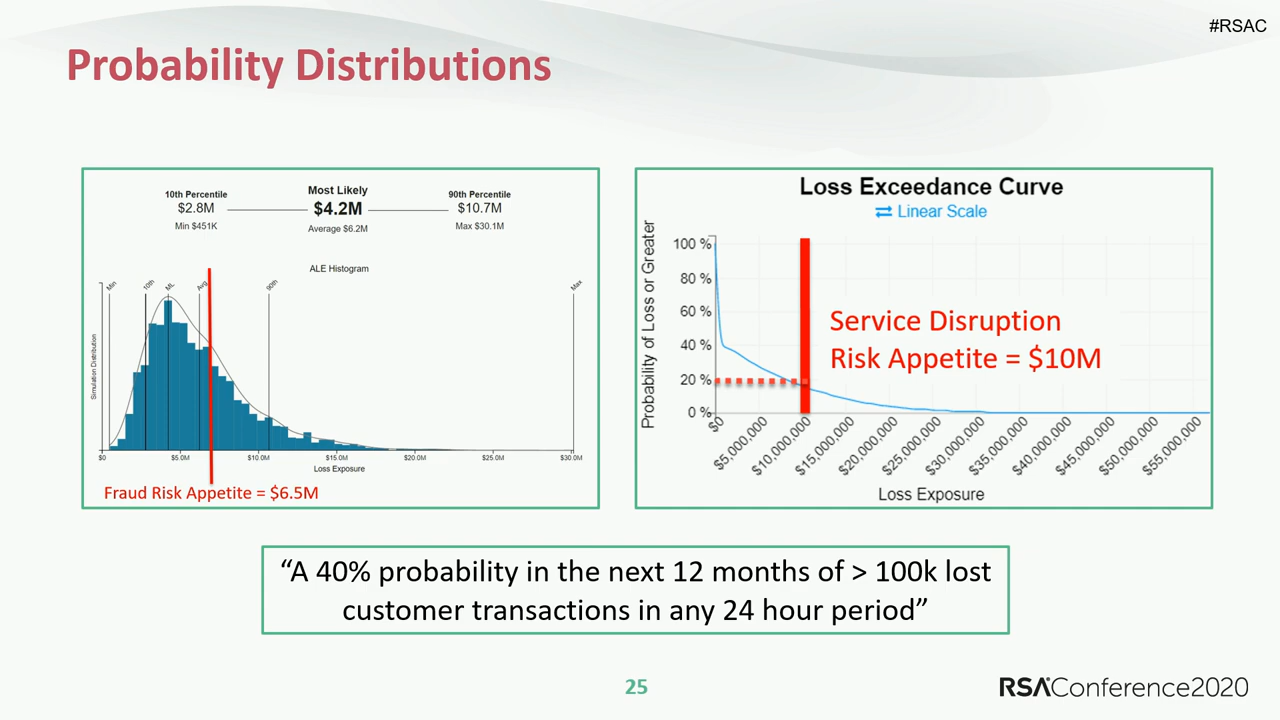 #RSAC
Probability Distributions
10th Percentile
$2.8M
Min $451K
Most Likely
$4.2M
Average $6.2M
90th Percentile
$10.7M
Max $30.1M
ALE Histogram
Min
10th
ML
Avg
90th
Max
Simulation Distribution
$0
$5.0M
$10.0M
$15.0M
$20.0M
$25.0M
$30.0M
Loss Exposure
Fraud Risk Appetite = $6.5M
Loss Exceedance Curve
⇄ Linear Scale
Probability of Loss or Greater
100 %
80 %
60 %
40 %
20 %
0 %
Service Disruption
Risk Appetite = $10M
$0
$5,000,000
$10,000,000
$15,000,000
$20,000,000
$25,000,000
$30,000,000
$35,000,000
$40,000,000
$45,000,000
$50,000,000
$55,000,000
Loss Exposure
“A 40% probability in the next 12 months of > 100k lost
customer transactions in any 24 hour period”
25
RSA Conference2020